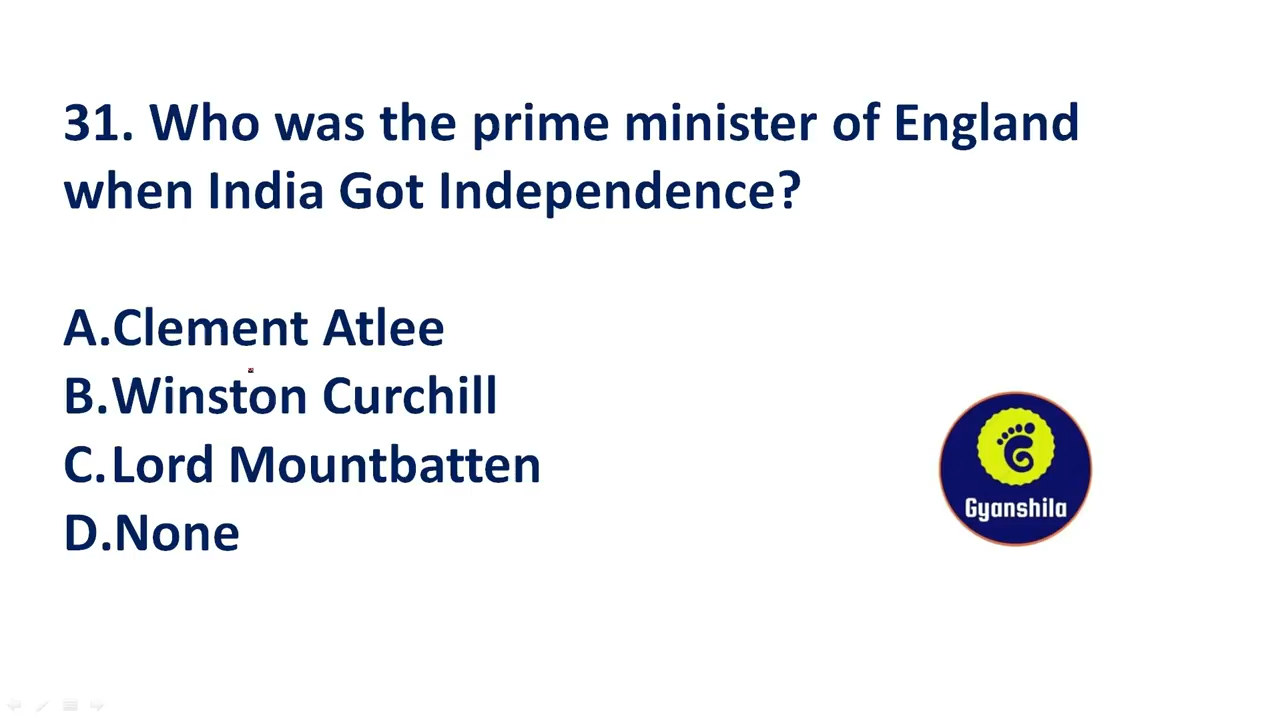 31. Who was the prime minister of England
when India Got Independence?
A.Clement Atlee
B.Winston Curchill
C.Lord Mountbatten
D.None
Gyanshila